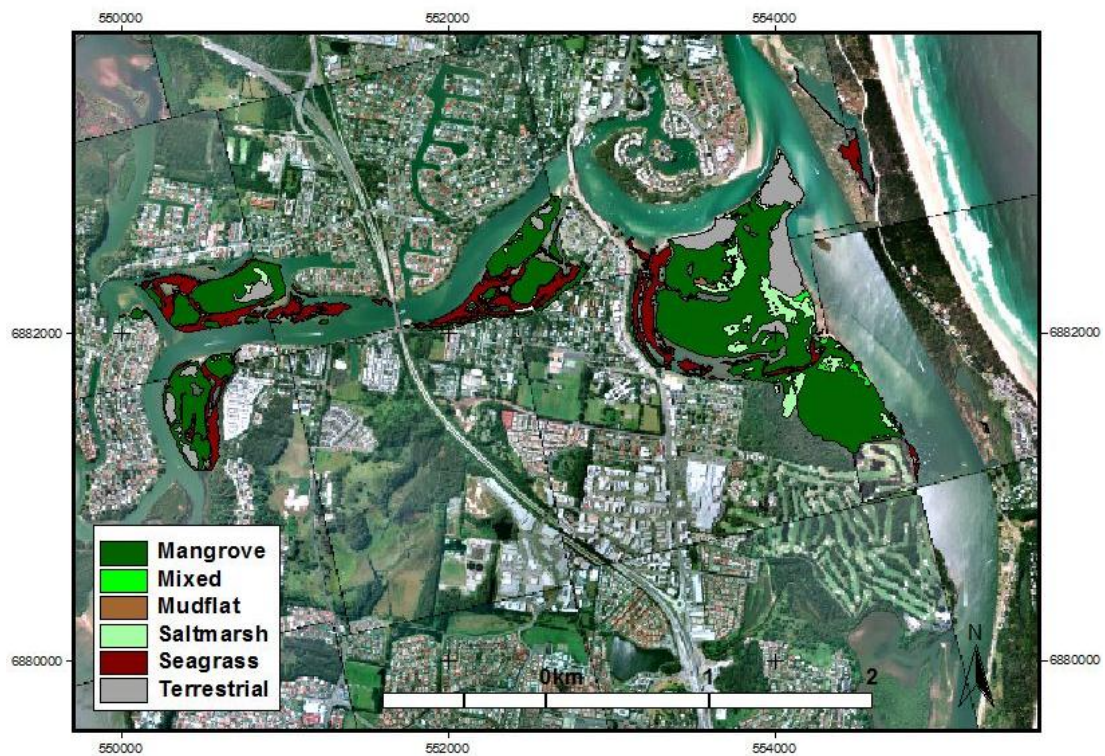 550000 552000 554000
6882000 6882000
Mangrove
Mixed
Mudflat
Saltmarsh
Seagrass
Terrestrial
6880000 6880000
N
1 0km 1 2
550000 552000 554000